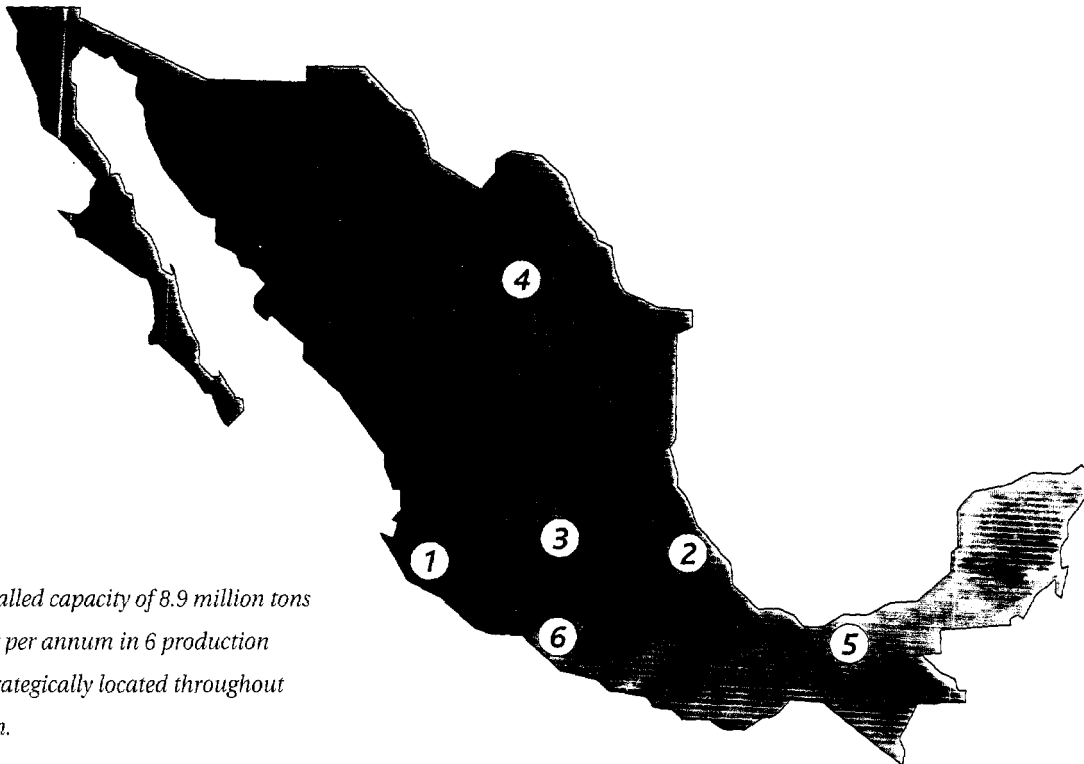 4
3
2
1
6
5
alled capacity of 8.9 million tons
per annum in 6 production
rategically located throughout